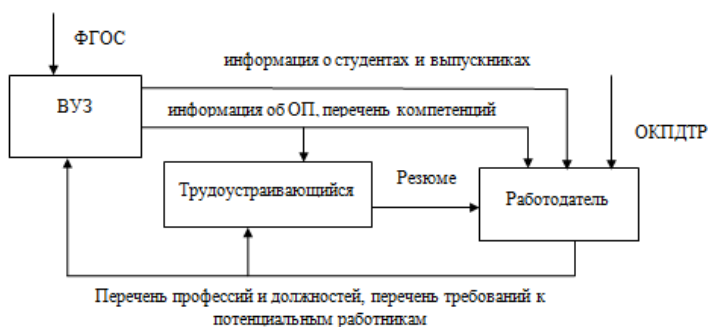 ФГОС
информация о студентах и выпускниках
ВУЗ
информация об ОП, перечень компетенций
ОКПДТР
Трудоустраивающийся
Резюме
Работодатель
Перечень профессий и должностей, перечень требований к
потенциальным работникам